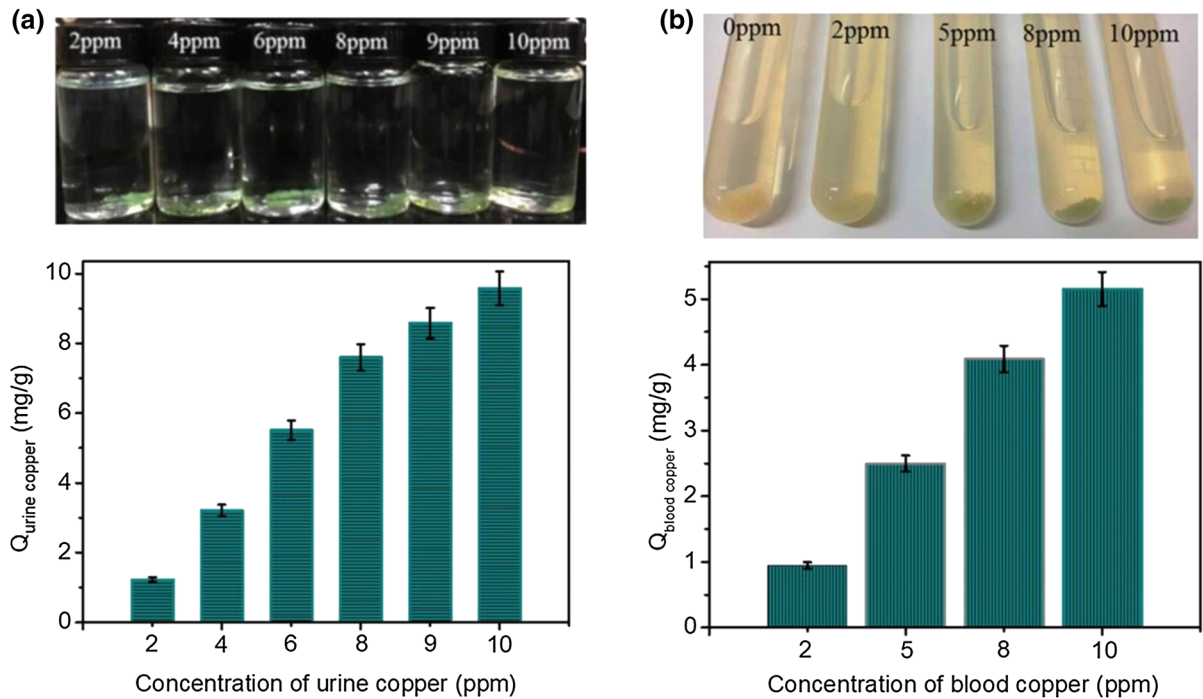 (a)
2ppm 4ppm 6ppm 8ppm 9ppm 10ppm
10
8
6
4
2
0
Q urine copper (mg/g)
2 4 6 8 9 10
Concentration of urine copper (ppm)
(b)
0ppm 2ppm 5ppm 8ppm 10ppm
5
4
3
2
1
0
Q blood copper (mg/g)
2 5 8 10
Concentration of blood copper (ppm)